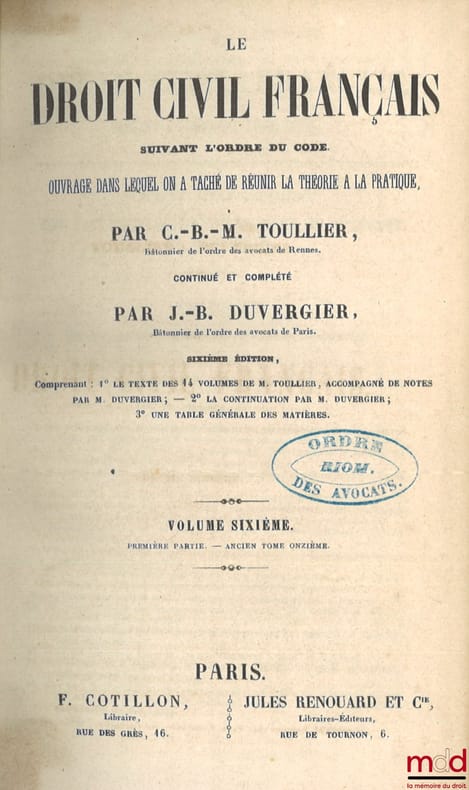 LE
DROIT CIVIL FRANÇAIS
SUIVANT L'ORDRE DU CODE.
OUVRAGE DANS LEQUEL ON A TACHÉ DE RÉUNIR LA THEORIE A LA PRATIQUE,
PAR C.-B.-M. TOULLIER,
Bâtonnier de l'ordre des avocats de Rennes.
CONTINUÉ ET COMPLÉTÉ
PAR J.-B. DUVERGIER,
Bâtonnier de l'ordre des avocats de Paris.
SIXIÈME ÉDITION,
Comprenant : 1º LE TEXTE DES 14 VOLUMES DE M. TOULLIER, ACCOMPAGNÉ DE NOTES
PAR M. DUVERGIER; — 2º LA CONTINUATION PAR M. DUVERGIER;
3º UNE TABLE GÉNÉRALE DES MATIÈRES.
ORDRE
RIOM.
DES AVOCATS.
VOLUME SIXIÈME.
PREMIÈRE PARTIE. — ANCIEN TOME ONZIÈME.
PARIS.
F. COTILLON,
Libraire,
RUE DES GRÈS, 16.
JULES RENOUARD ET Cie,
Libraires-Éditeurs,
RUE DE TOURNON, 6.
mdd
la mémoire du droit